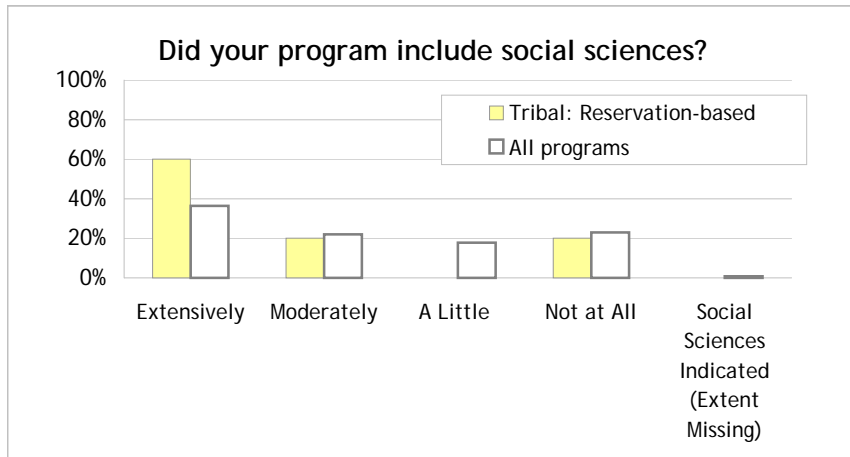 Did your program include social sciences?
100%
80%
60%
40%
20%
0%
Tribal: Reservation-based
All programs
Extensively
Moderately
A Little
Not at All
Social
Sciences
Indicated
(Extent
Missing)